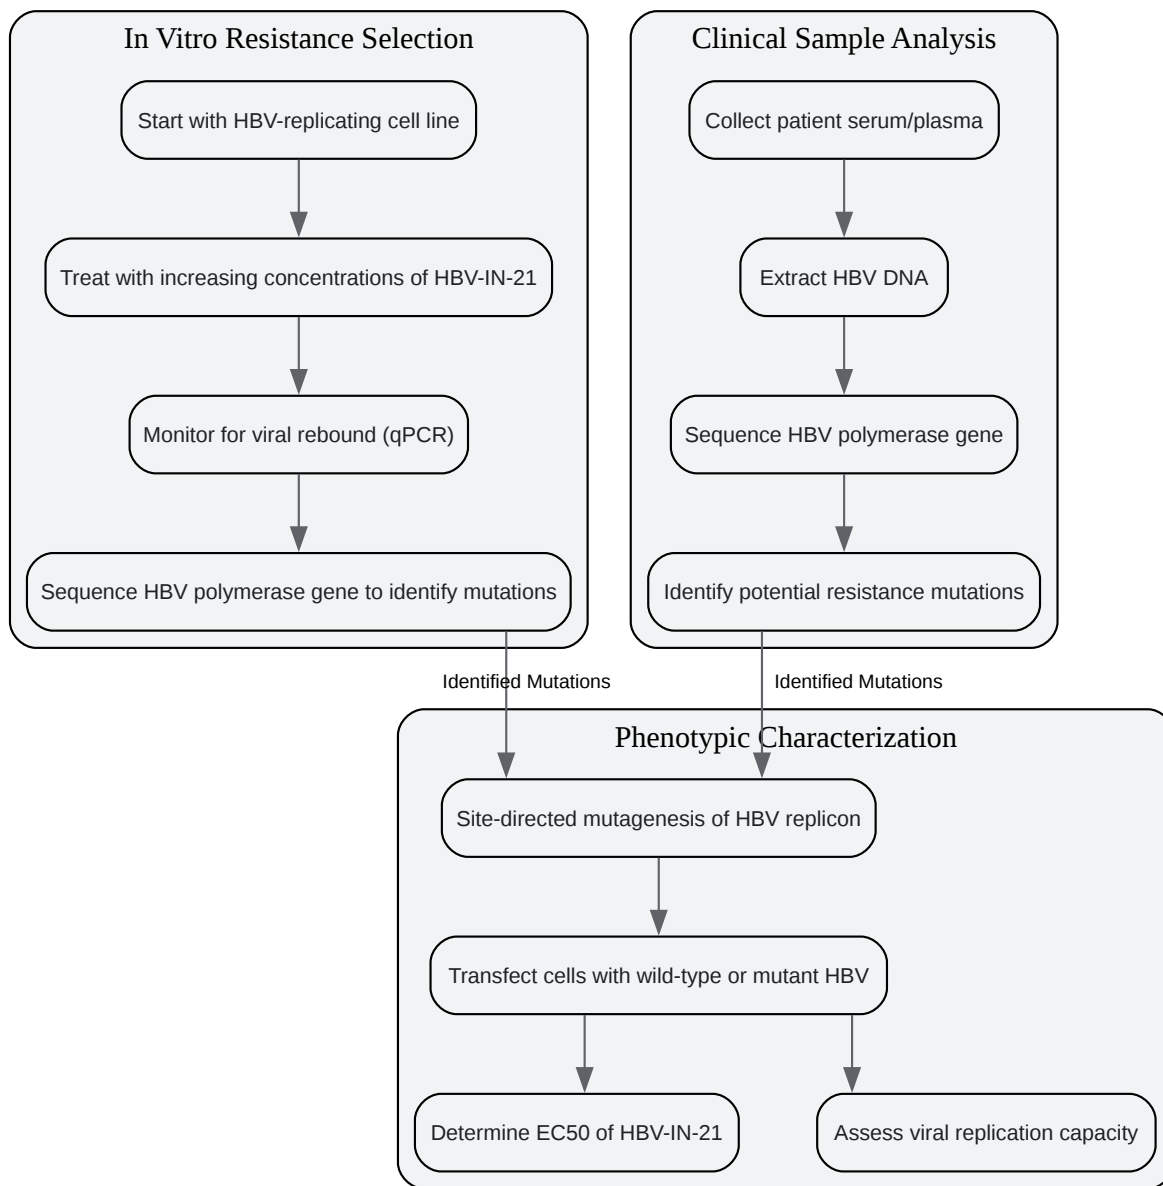 In Vitro Resistance Selection
Start with HBV-replicating cell line
Treat with increasing concentrations of HBV-IN-21
Monitor for viral rebound (qPCR)
Sequence HBV polymerase gene to identify mutations
Clinical Sample Analysis
Collect patient serum/plasma
Extract HBV DNA
Sequence HBV polymerase gene
Identify potential resistance mutations
Identified Mutations
Identified Mutations
Phenotypic Characterization
Site-directed mutagenesis of HBV replicon
Transfect cells with wild-type or mutant HBV
Determine EC50 of HBV-IN-21
Assess viral replication capacity